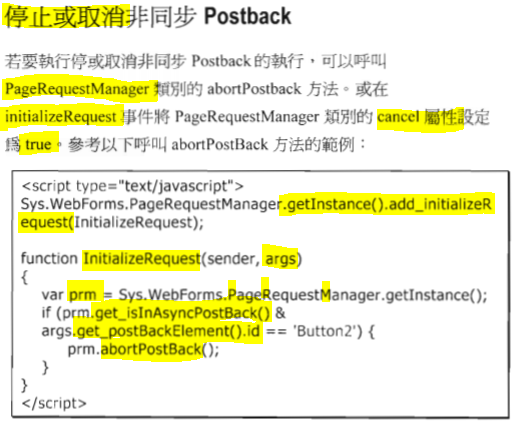 停止或取消非同步 Postback
若要執行停或取消非同步 Postback 的執行，可以呼叫
PageRequestManager 類別的 abortPostback 方法。或在
initializeRequest 事件將 PageRequestManager 類別的 cancel 屬性設定
為 true。參考以下呼叫 abortPostBack 方法的範例：
<script type="text/javascript">
Sys.WebForms.PageRequestManager.getInstance().add_initializeR
equest(InitializeRequest);
function InitializeRequest(sender, args)
{
var prm = Sys.WebForms.PageRequestManager.getInstance();
if (prm.get_isInAsyncPostBack() &
args.get_postBackElement().id == 'Button2') {
prm.abortPostBack();
}
}
</script>